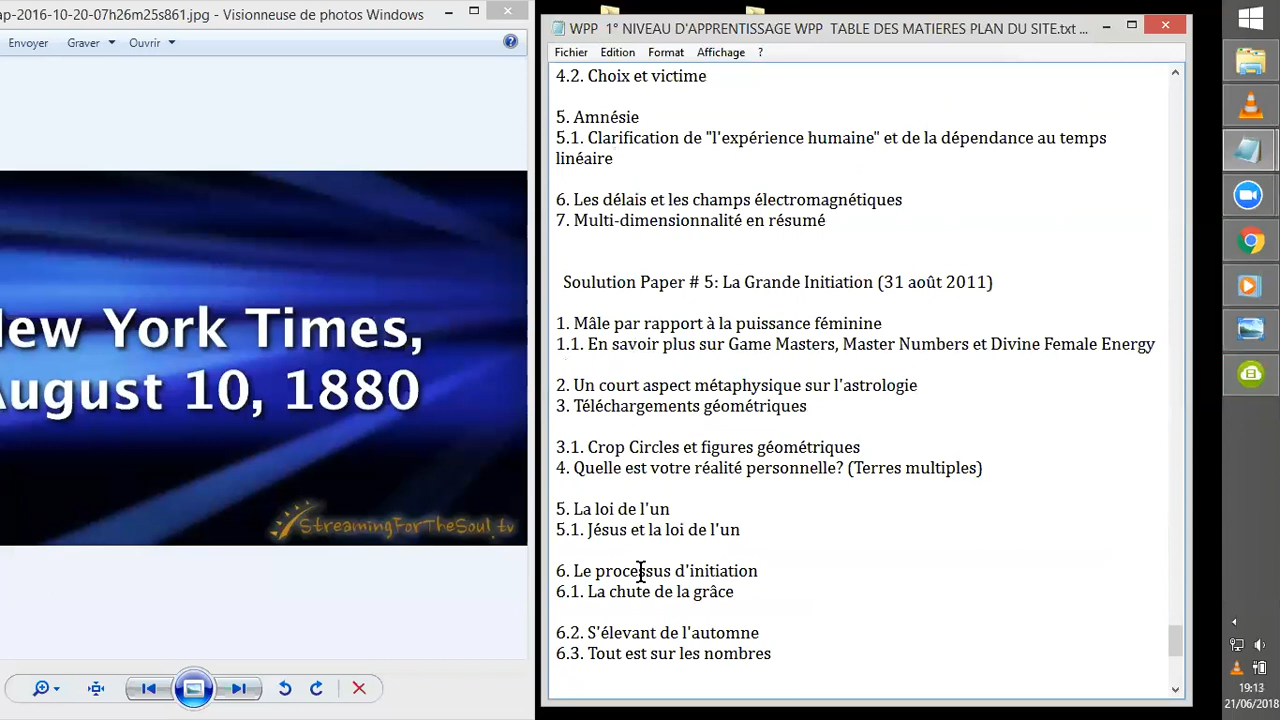 ap-2016.10.20-07h26m25s861.jpg - Visionneuse de photos Windows
Envoyer Graver Ouvrir
New York Times,
August 10, 1880
StreamingForTheSoul.tv
WPP 1° NIVEAU D'APPRENTISSAGE WPP TABLE DES MATIERES PLAN DU SITE.txt ...
Fichier Edition Format Affichage ?
4.2. Choix et victime
5. Amnésie
5.1. Clarification de "l'expérience humaine" et de la dépendance au temps
linéaire
6. Les délais et les champs électromagnétiques
7. Multi-dimensionnalité en résumé
Soulution Paper # 5: La Grande Initiation (31 août 2011)
1. Mâle par rapport à la puissance féminine
1.1. En savoir plus sur Game Masters, Master Numbers et Divine Female Energy
2. Un court aspect métaphysique sur l'astrologie
3. Téléchargements géométriques
3.1. Crop Circles et figures géométriques
4. Quelle est votre réalité personnelle? (Terres multiples)
5. La loi de l'un
5.1. Jésus et la loi de l'un
6. Le processus d'initiation
6.1. La chute de la grâce
6.2. S'élevant de l'automne
6.3. Tout est sur les nombres
19:13
21/06/2018